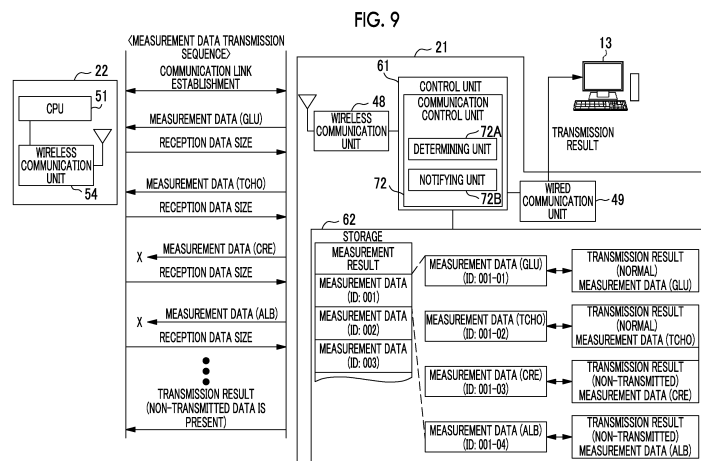 FIG. 9
<MEASUREMENT DATA TRANSMISSION
SEQUENCE>
22
CPU
51
WIRELESS
COMMUNICATION
UNIT
54
COMMUNICATION LINK
ESTABLISHMENT
MEASUREMENT DATA (GLU)
RECEPTION DATA SIZE
MEASUREMENT DATA (TCHO)
RECEPTION DATA SIZE
X
MEASUREMENT DATA (CRE)
RECEPTION DATA SIZE
X
MEASUREMENT DATA (ALB)
RECEPTION DATA SIZE
TRANSMISSION RESULT
(NON-TRANSMITTED DATA IS
PRESENT)
21
48
WIRELESS
COMMUNICATION
UNIT
61
CONTROL UNIT
COMMUNICATION
CONTROL UNIT
72A
DETERMINING UNIT
NOTIFYING UNIT
72
72B
13
TRANSMISSION
RESULT
WIRED
COMMUNICATION
UNIT
49
62
STORAGE
MEASUREMENT
RESULT
MEASUREMENT DATA
(ID: 001)
MEASUREMENT DATA
(ID: 002)
MEASUREMENT DATA
(ID: 003)
MEASUREMENT DATA (GLU)
(ID: 001-01)
TRANSMISSION RESULT
(NORMAL)
MEASUREMENT DATA (GLU)
MEASUREMENT DATA (TCHO)
(ID: 001-02)
TRANSMISSION RESULT
(NORMAL)
MEASUREMENT DATA (TCHO)
MEASUREMENT DATA (CRE)
(ID: 001-03)
TRANSMISSION RESULT
(NON-TRANSMITTED)
MEASUREMENT DATA (CRE)
MEASUREMENT DATA (ALB)
(ID: 001-04)
TRANSMISSION RESULT
(NON-TRANSMITTED)
MEASUREMENT DATA (ALB)